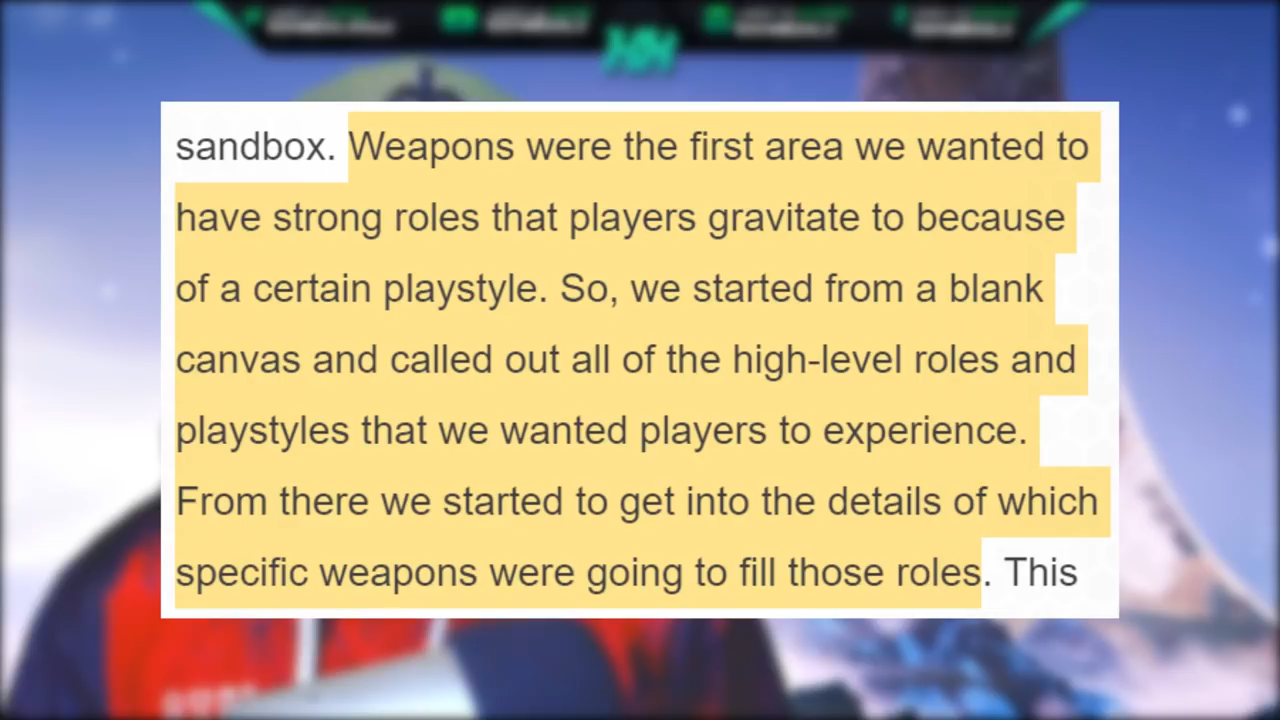 sandbox. Weapons were the first area we wanted to
have strong roles that players gravitate to because
of a certain playstyle. So, we started from a blank
canvas and called out all of the high-level roles and
playstyles that we wanted players to experience.
From there we started to get into the details of which
specific weapons were going to fill those roles. This